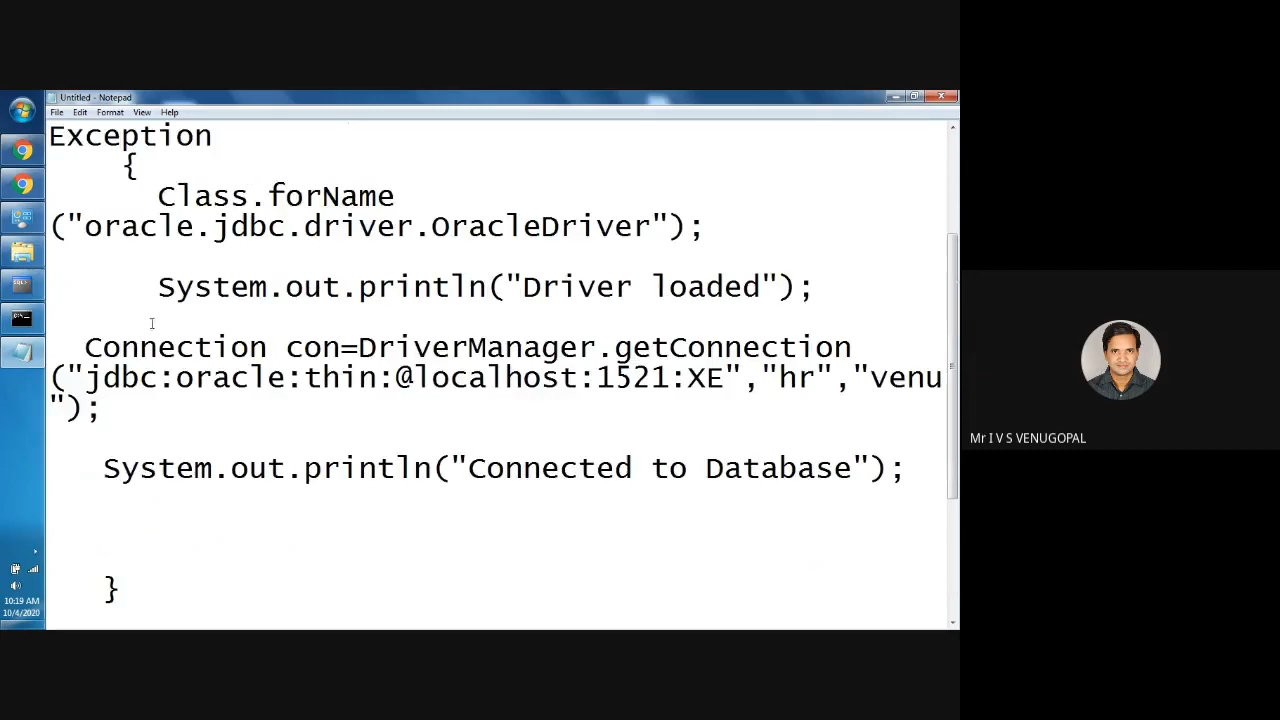 Untitled - Notepad
File Edit Format View Help
Exception
{
Class.forName
("oracle.jdbc.driver.OracleDriver");
System.out.println("Driver loaded");
Connection con=DriverManager.getConnection
("jdbc:oracle:thin:@localhost:1521:XE","hr","venu
");
System.out.println("Connected to Database");
}
10:19 AM
10/4/2020
Mr I V S VENUGOPAL